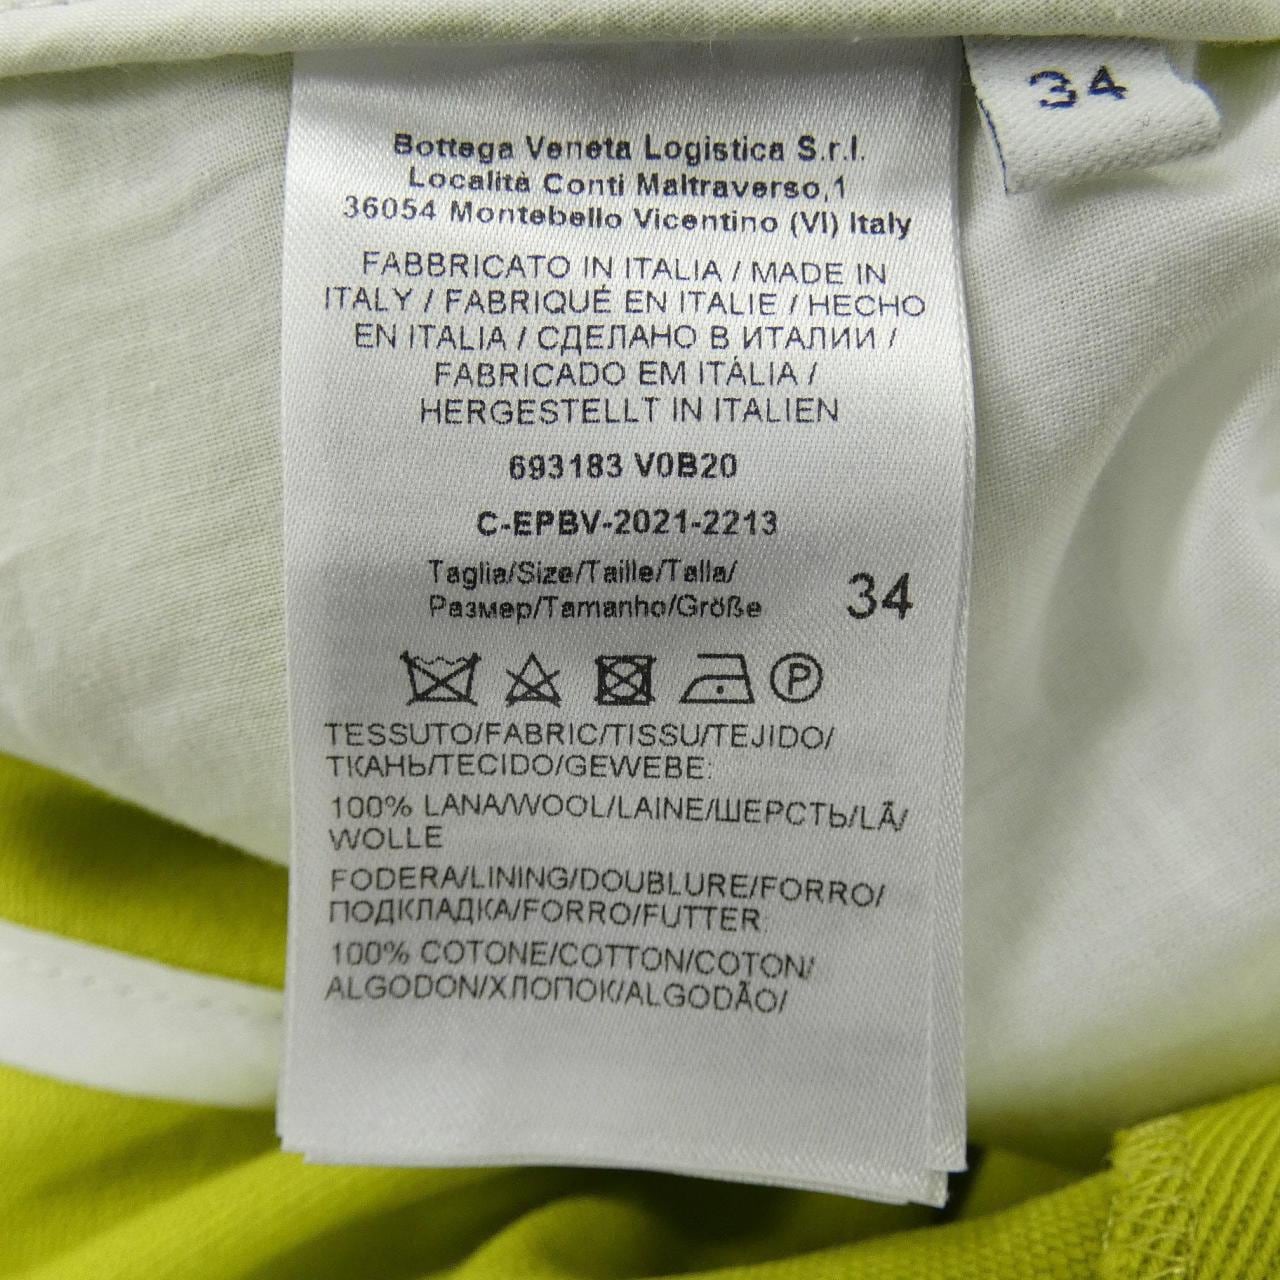 34
Bottega Veneta Logistica S.r.l.
Località Conti Maltraverso,1
36054 Montebello Vicentino (VI) Italy
FABBRICATO IN ITALIA / MADE IN
ITALY / FABRIQUÉ EN ITALIE / HECHO
EN ITALIA / СДЕЛАНО В ИТАЛИИ /
FABRICADO EM ITÁLIA /
HERGESTELLT IN ITALIEN
693183 V0B20
C-EPBV-2021-2213
Taglia/Size/Taille/Talla/
Размер/Tamanho/Größe
34
P
TESSUTO/FABRIC/TISSU/TEJIDO/
ТКАНЬ/TECIDO/GEWEBE:
100% LANA/WOOL/LAINE/ШЕРСТЬ/LÃ/
WOLLE
FODERA/LINING/DOUBLURE/FORRO/
ПОДКЛАДКА/FORRO/FUTTER:
100% COTONE/COTTON/COTON/
ALGODON/ХЛОПОК/ALGODÃO/